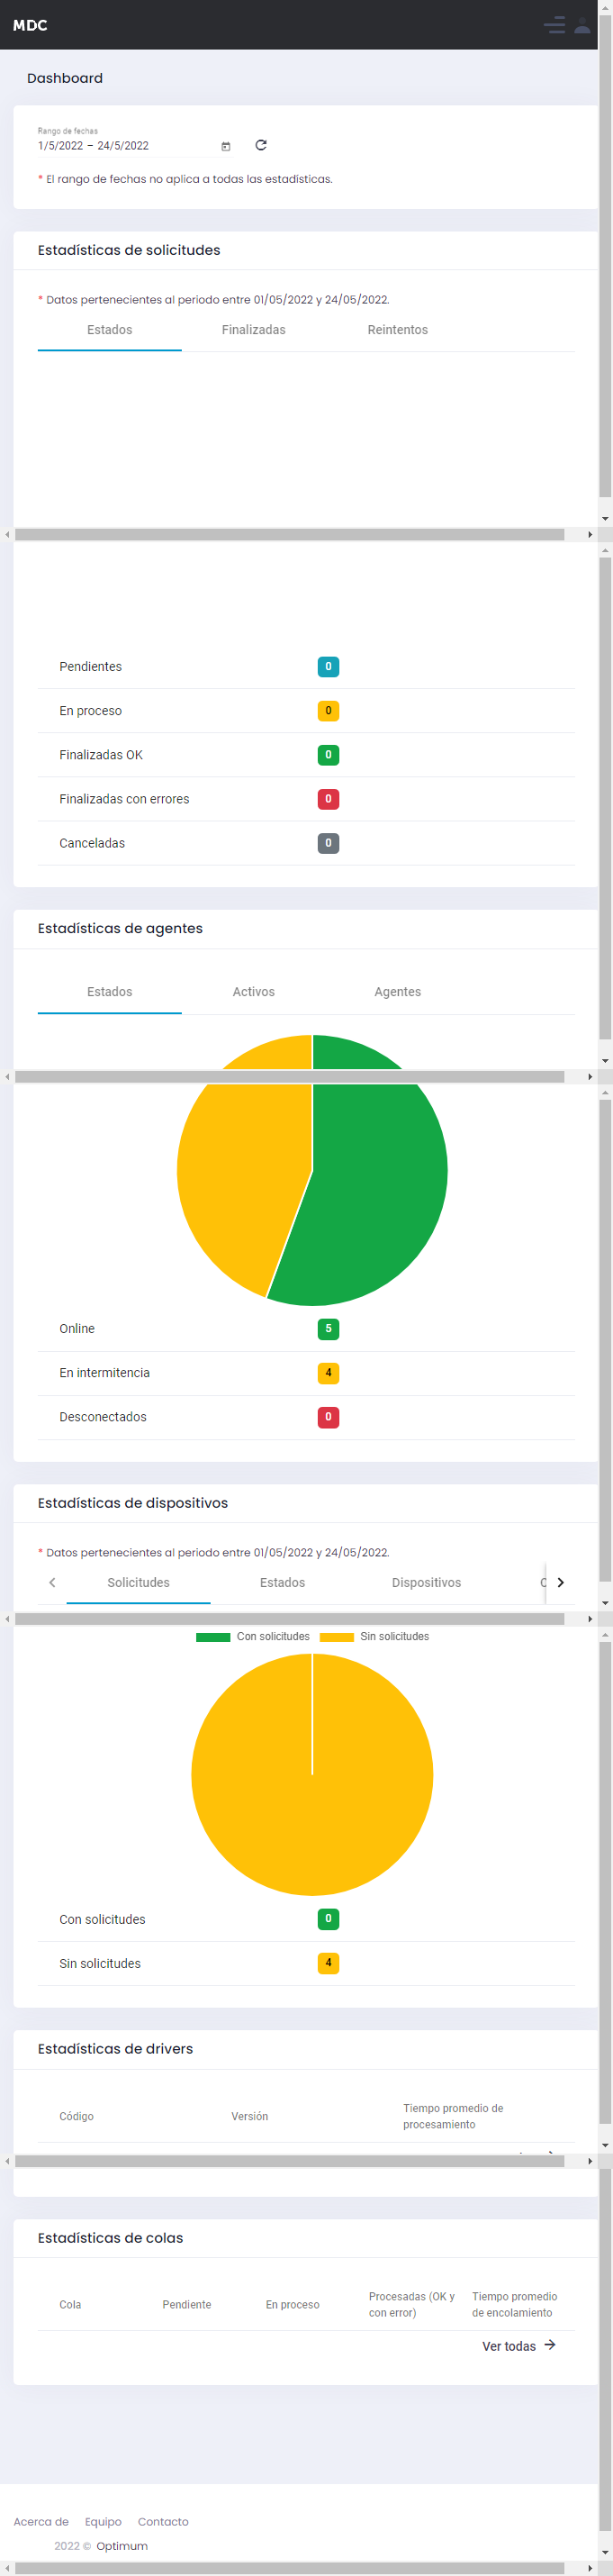 MDC
Dashboard
Rango de fechas
1/5/2022 – 24/5/2022
* El rango de fechas no aplica a todas las estadísticas.
Estadísticas de solicitudes
* Datos pertenecientes al periodo entre 01/05/2022 y 24/05/2022.
Estados Finalizadas Reintentos
Pendientes 0
En proceso 0
Finalizadas OK 0
Finalizadas con errores 0
Canceladas 0
Estadísticas de agentes
Estados Activos Agentes
Online 5
En intermitencia 4
Desconectados 0
Estadísticas de dispositivos
* Datos pertenecientes al periodo entre 01/05/2022 y 24/05/2022.
Solicitudes Estados Dispositivos
Con solicitudes Sin solicitudes
Con solicitudes 0
Sin solicitudes 4
Estadísticas de drivers
Código Versión Tiempo promedio de
procesamiento
Estadísticas de colas
Cola Pendiente En proceso Procesadas (OK y Tiempo promedio
con error) de encolamiento
Ver todas
Acerca de Equipo Contacto
2022 © Optimum